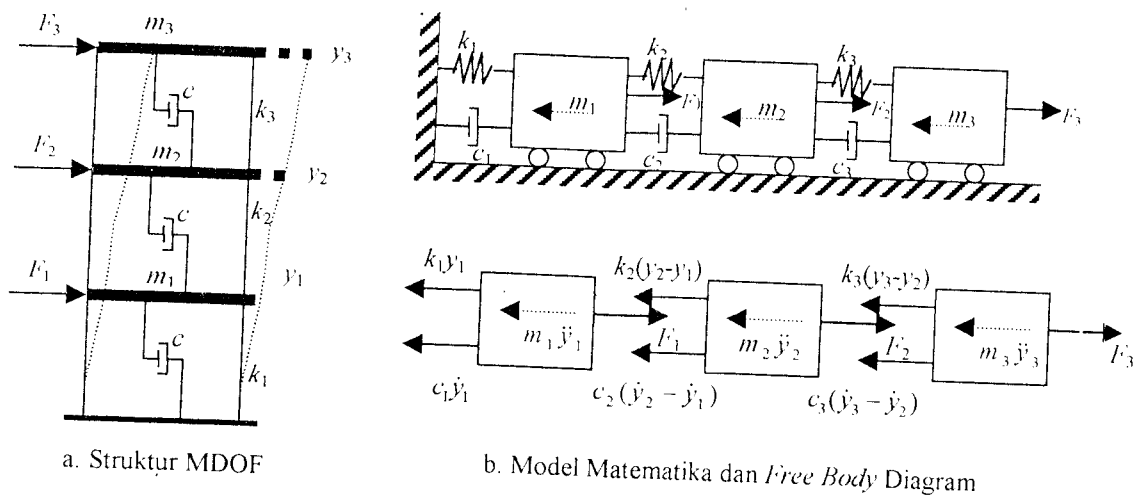 F₃ m₃ y₃
c k₃
F₂ m₂ y₂
c k₂
F₁ m₁ y₁
c k₁
a. Struktur MDOF
k₁ k₂ k₃
m₁ F₁ m₂ F₂ m₃ F₃
c₁ c₂ c₃
k₁y₁ k₂(y₂-y₁) k₃(y₃-y₂)
m₁ÿ₁ F₁ m₂ÿ₂ F₂ m₃ÿ₃ F₃
c₁ẏ₁ c₂(ẏ₂ − ẏ₁) c₃(ẏ₃ − ẏ₂)
b. Model Matematika dan Free Body Diagram